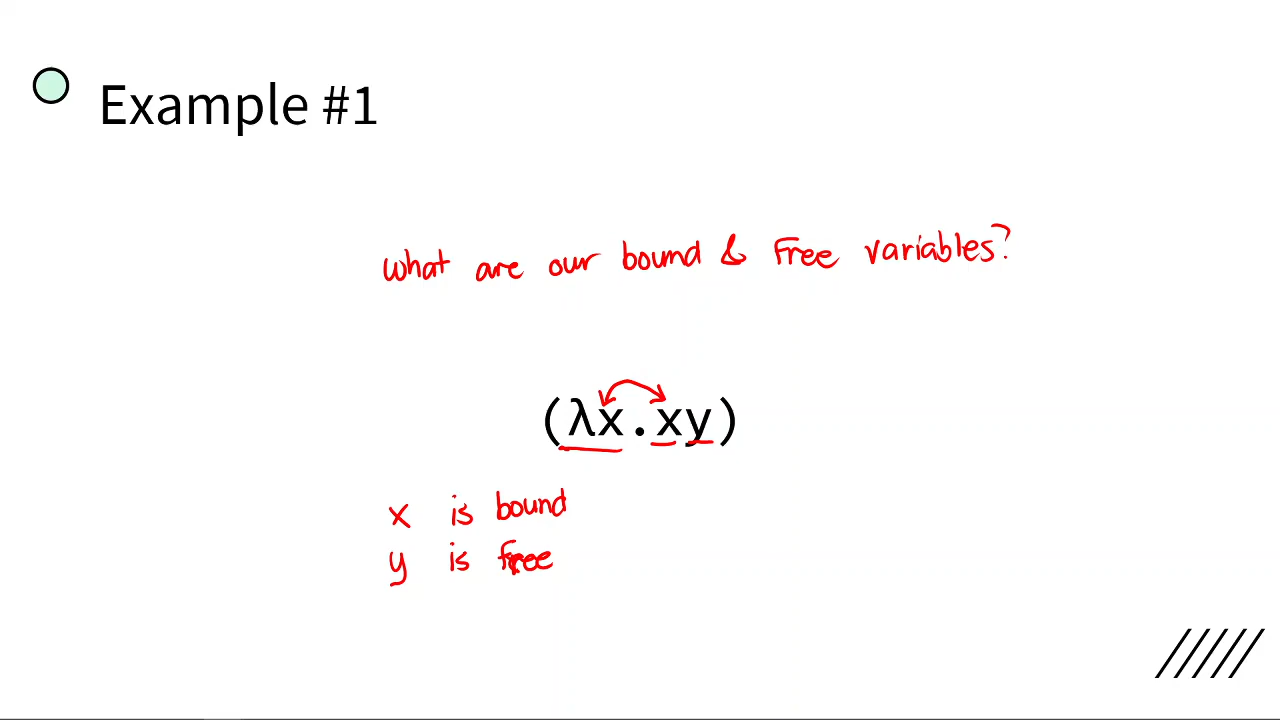 Example #1
What are our bound & Free variables?
(λx.xy)
x is bound
y is free